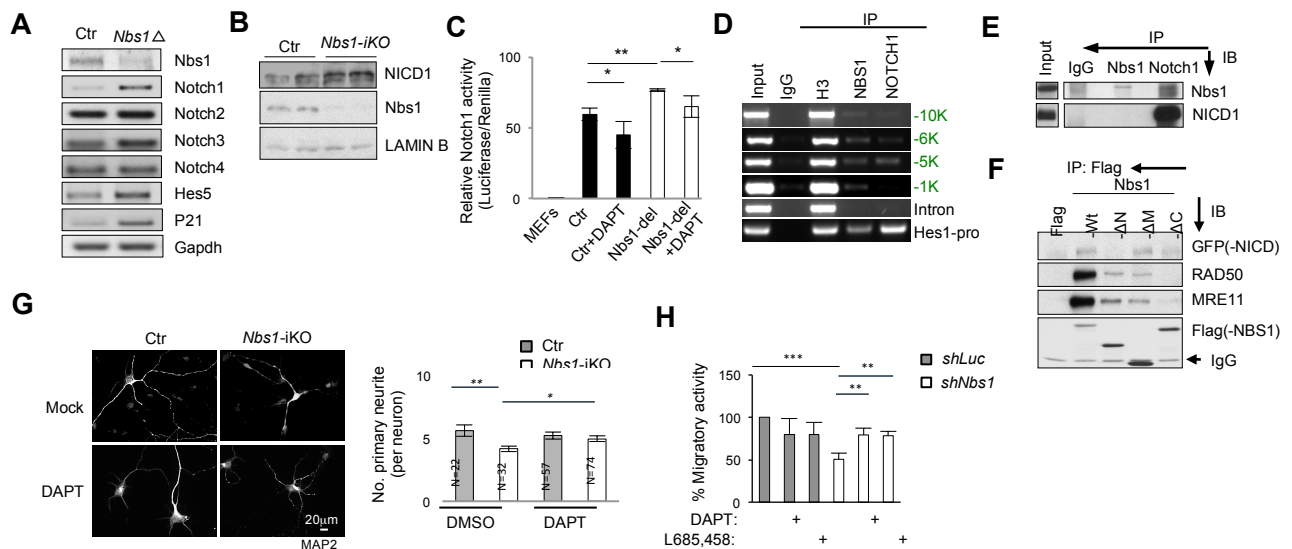 A
Ctr Nbs1△
Nbs1
Notch1
Notch2
Notch3
Notch4
Hes5
P21
Gapdh
B
Ctr Nbs1-iKO
NICD1
Nbs1
LAMIN B
C
Relative Notch1 activity
(Luciferase/Renilla)
100
50
0
**
*
*
MEFs
Ctr
Ctr+DAPT
Nbs1-del
Nbs1-del
+DAPT
D
IP
Input
IgG
H3
NBS1
NOTCH1
-10K
-6K
-5K
-1K
Intron
Hes1-pro
E
IP
Input
IgG Nbs1 Notch1
IB
Nbs1
NICD1
F
IP: Flag
Nbs1
Flag
-Wt
-ΔN
-ΔM
-ΔC
IB
GFP(-NICD)
RAD50
MRE11
Flag(-NBS1)
IgG
G
Ctr Nbs1-iKO
Mock
DAPT
20μm
MAP2
Ctr
Nbs1-iKO
No. primary neurite
(per neuron)
10
5
0
**
*
N=22
N=32
N=57
N=74
DMSO DAPT
H
shLuc
shNbs1
% Migratory activity
150
100
50
0
***
**
**
DAPT: + +
L685,458: + +